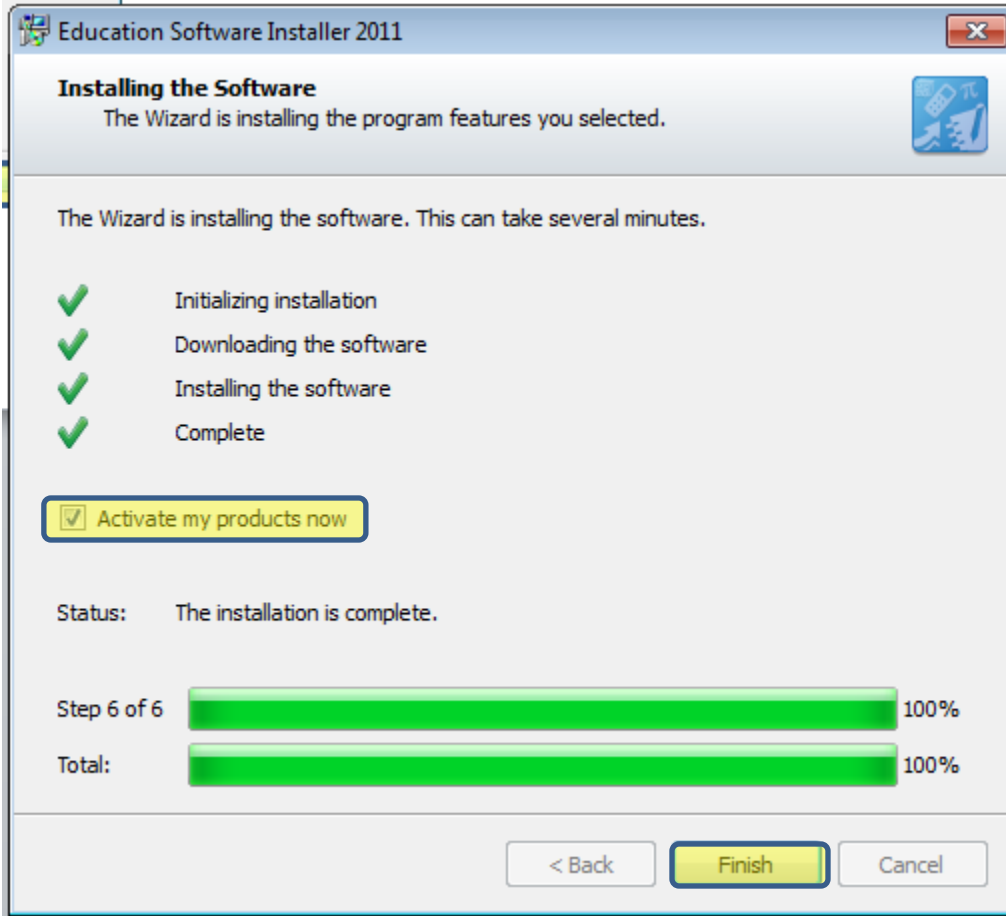 Education Software Installer 2011
Installing the Software
The Wizard is installing the program features you selected.
The Wizard is installing the software. This can take several minutes.
Initializing installation
Downloading the software
Installing the software
Complete
Activate my products now
Status: The installation is complete.
Step 6 of 6 100%
Total: 100%
< Back Finish Cancel